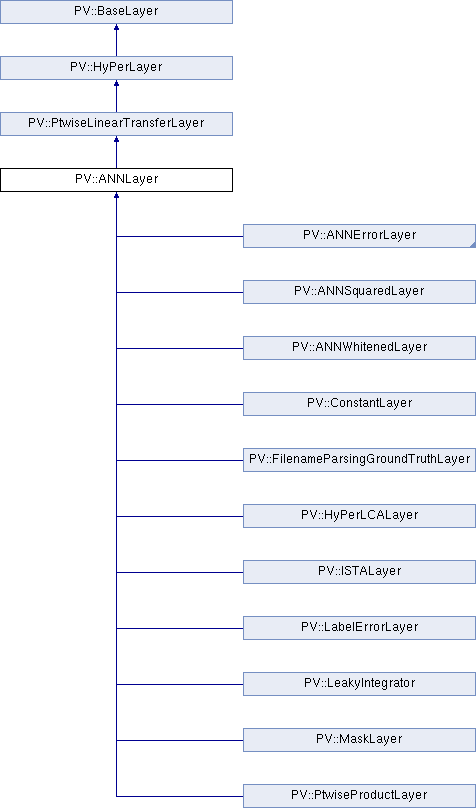 PV::BaseLayer
PV::HyPerLayer
PV::PtwiseLinearTransferLayer
PV::ANNLayer
PV::ANNErrorLayer
PV::ANNSquaredLayer
PV::ANNWhitenedLayer
PV::ConstantLayer
PV::FilenameParsingGroundTruthLayer
PV::HyPerLCALayer
PV::ISTALayer
PV::LabelErrorLayer
PV::LeakyIntegrator
PV::MaskLayer
PV::PtwiseProductLayer